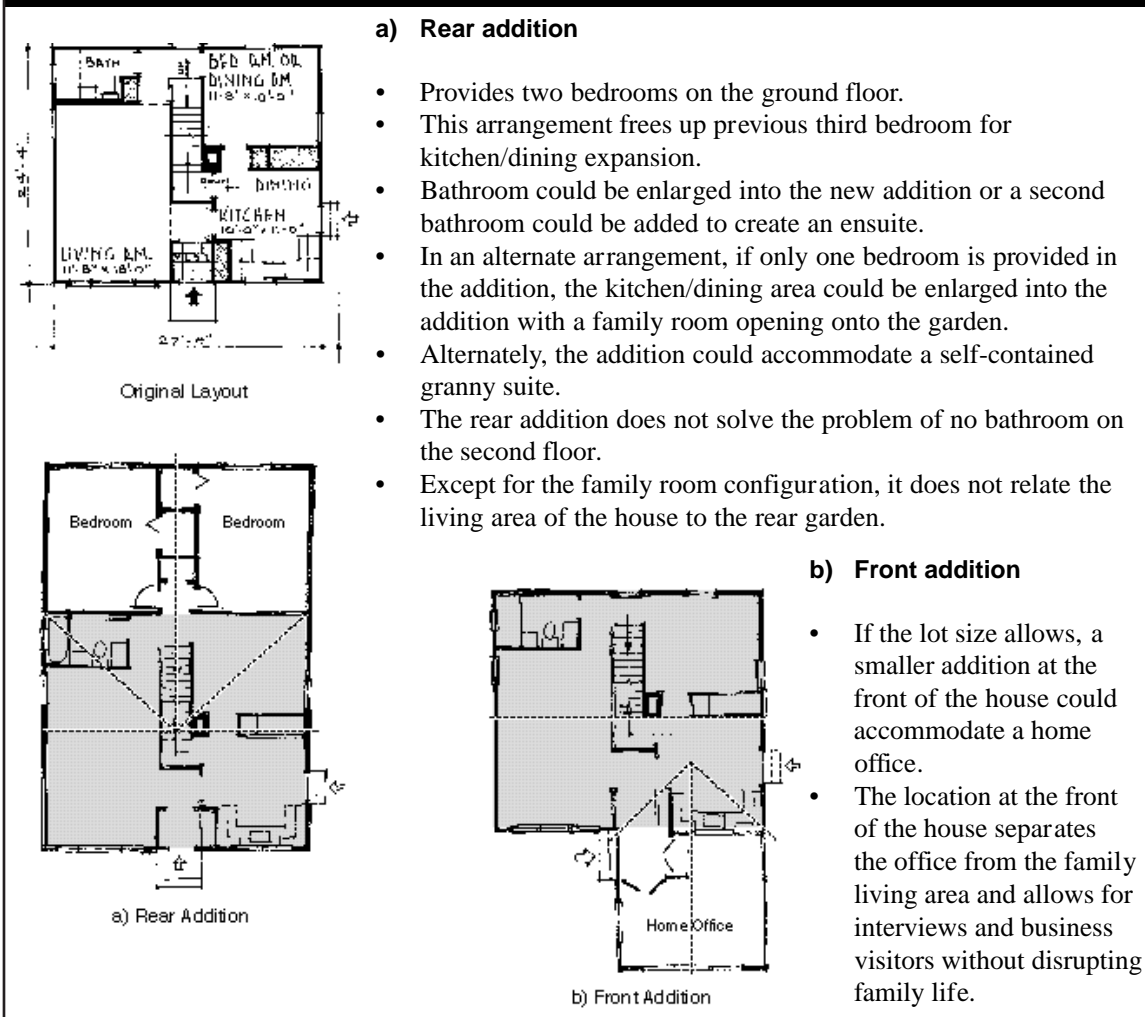 a) Rear addition
• Provides two bedrooms on the ground floor.
• This arrangement frees up previous third bedroom for
kitchen/dining expansion.
• Bathroom could be enlarged into the new addition or a second
bathroom could be added to create an ensuite.
• In an alternate arrangement, if only one bedroom is provided in
the addition, the kitchen/dining area could be enlarged into the
addition with a family room opening onto the garden.
• Alternately, the addition could accommodate a self-contained
granny suite.
• The rear addition does not solve the problem of no bathroom on
the second floor.
• Except for the family room configuration, it does not relate the
living area of the house to the rear garden.
BATH
BED RM. OR
DINING RM.
DINING
KITCHEN
LIVING RM.
Original Layout
Bedroom
Bedroom
a) Rear Addition
b) Front addition
• If the lot size allows, a
smaller addition at the
front of the house could
accommodate a home
office.
• The location at the front
of the house separates
the office from the family
living area and allows for
interviews and business
visitors without disrupting
family life.
Home Office
b) Front Addition